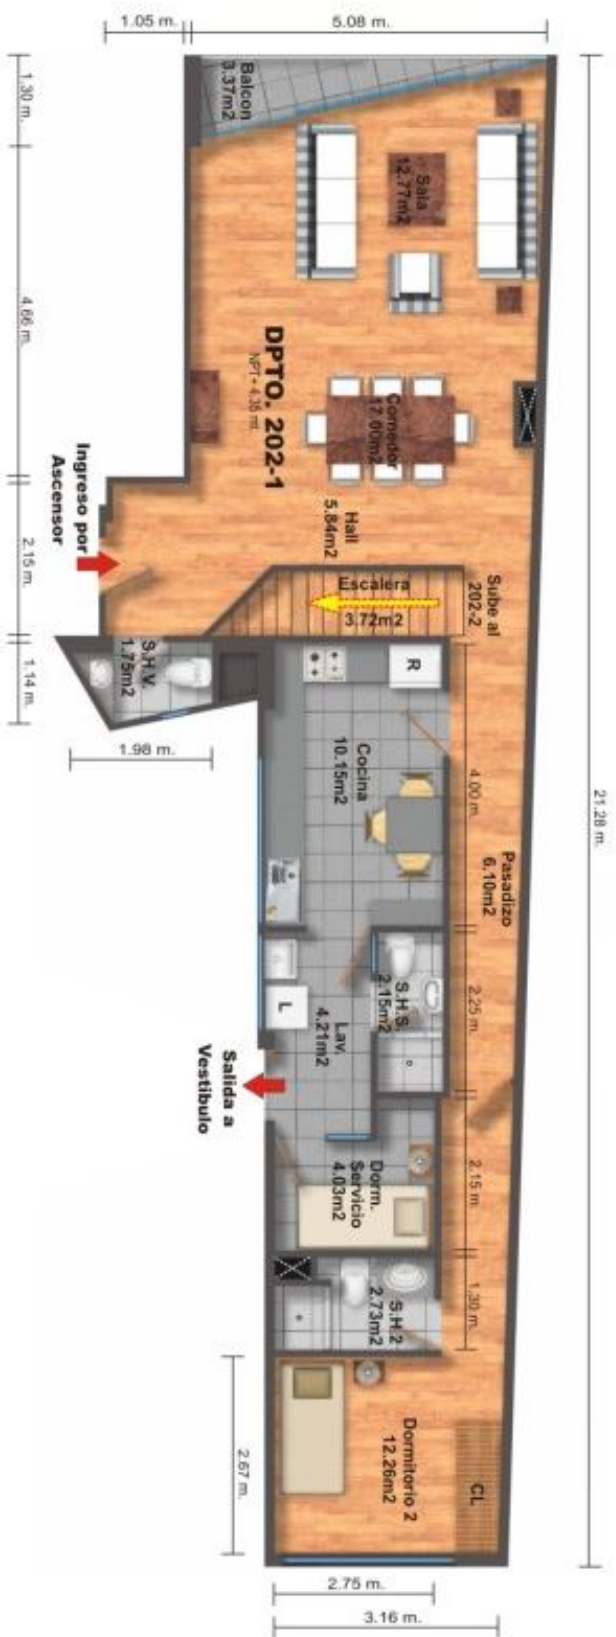 1.05 m.
5.08 m.
1.30 m.
4.66 m.
2.15 m.
1.14 m.
Balcon
3.37m2
Sala
12.77m2
DPTO. 202-1
NPT+ 4.35 mt.
Comedor
17.00m2
Hall
5.84m2
Ingreso por
Ascensor
Escalera
3.72m2
Sube al
202-2
S.H.V.
1.75m2
1.98 m.
R
Cocina
10.15m2
4.00 m.
Pasadizo
6.10m2
21.28 m.
S.H.S.
2.15m2
2.25 m.
L
Lav.
4.21m2
Salida a
Vestibulo
Dorm.
Servicio
4.03m2
2.15 m.
S.H.2
2.73m2
1.30 m.
Dormitorio 2
12.26m2
CL
2.67 m.
2.75 m.
3.16 m.